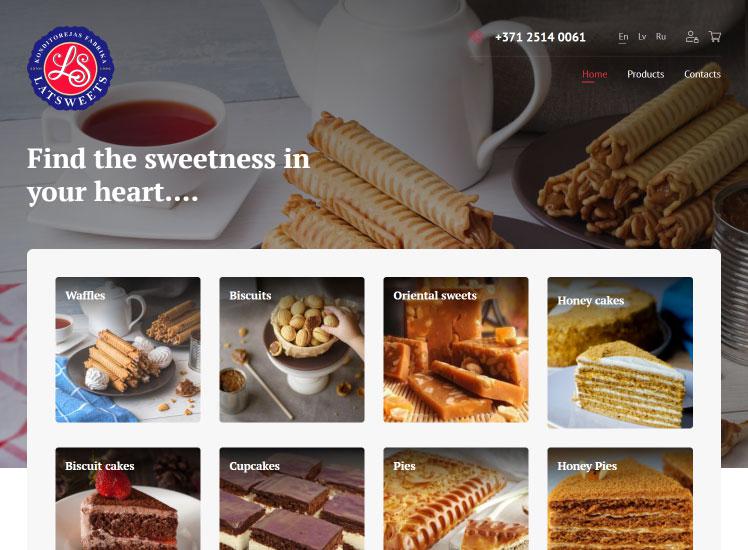 KONDITOREJAS FABRIKA
LS
LATSWEETS
+371 2514 0061
En Lv Ru
Home Products Contacts
Find the sweetness in
your heart....
Waffles Biscuits Oriental sweets Honey cakes
Biscuit cakes Cupcakes Pies Honey Pies